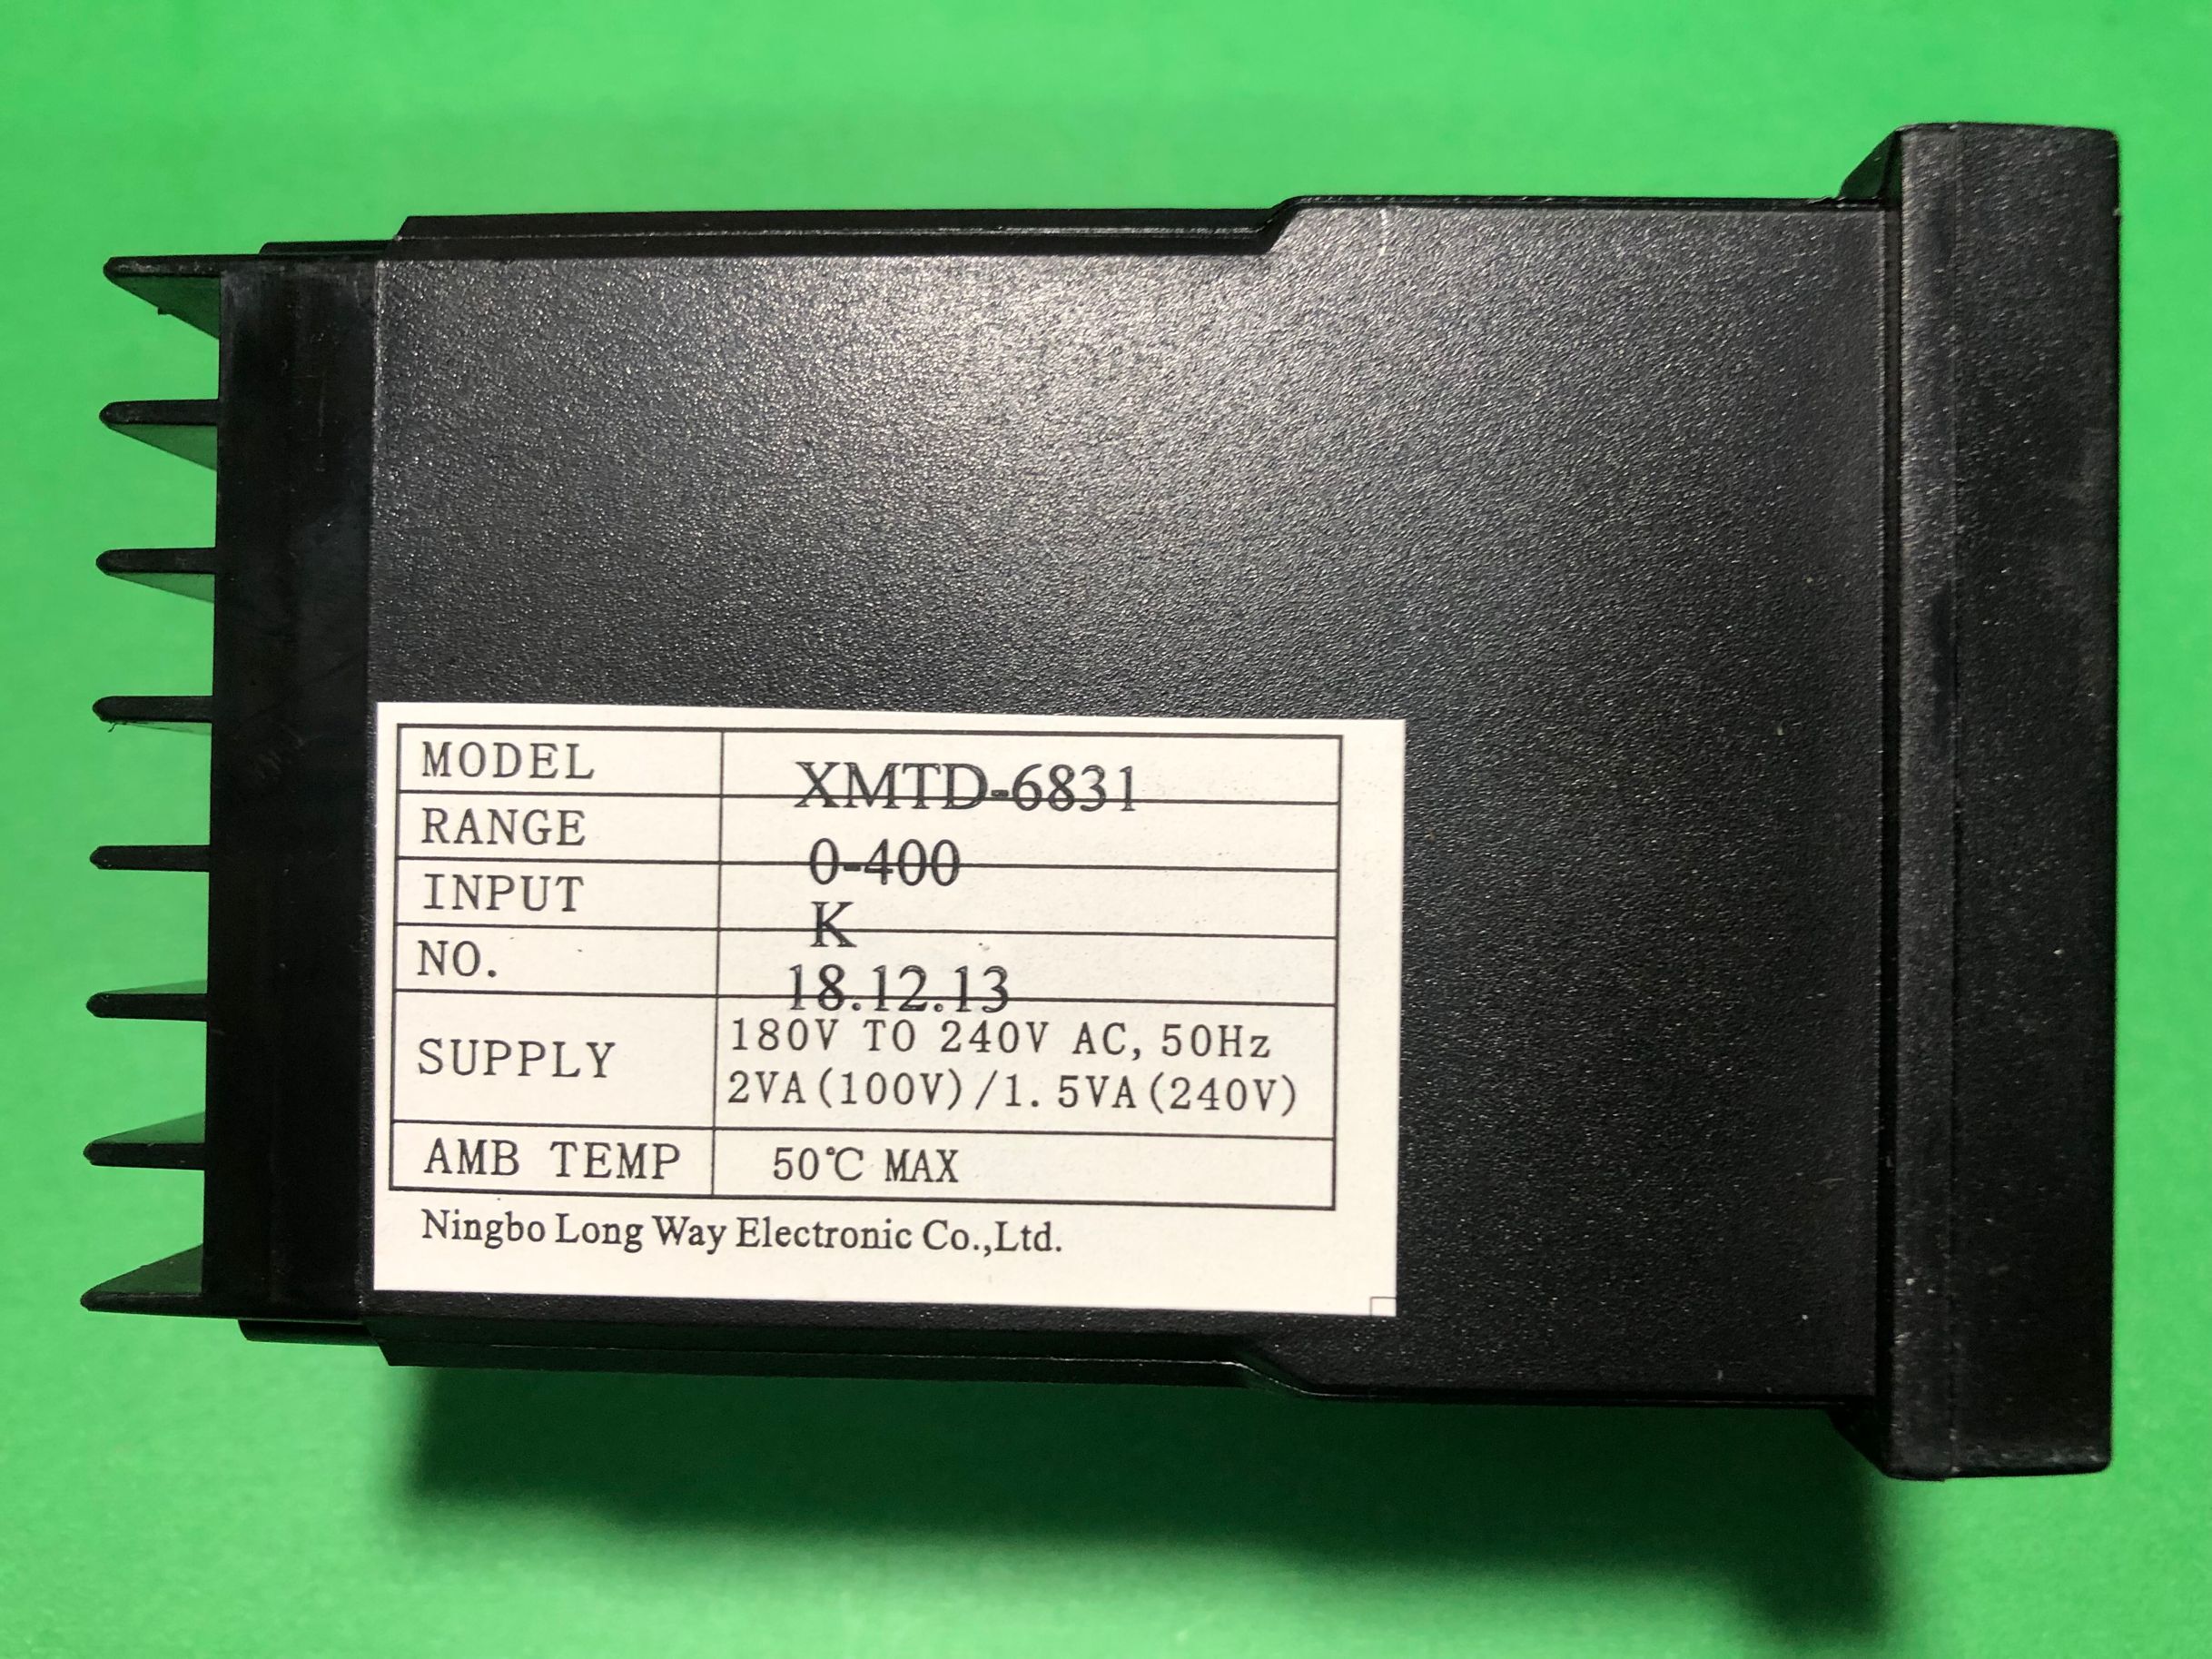 MODEL XMTD-6831
RANGE 0-400
INPUT K
NO. 18.12.13
SUPPLY 180V TO 240V AC, 50Hz
2VA(100V)/1.5VA(240V)
AMB TEMP 50℃ MAX
Ningbo Long Way Electronic Co.,Ltd.